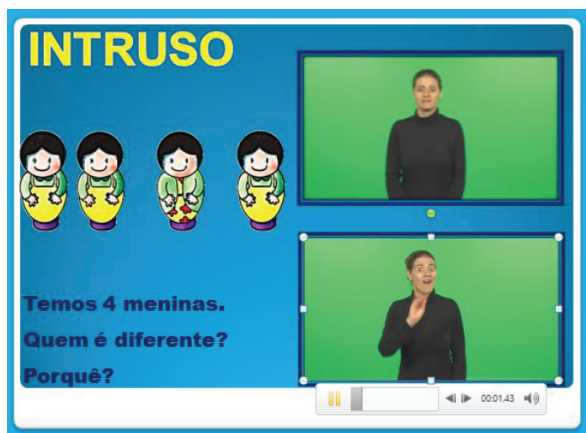 INTRUSO
Temos 4 meninas.
Quem é diferente?
Porquê?
00:01,43